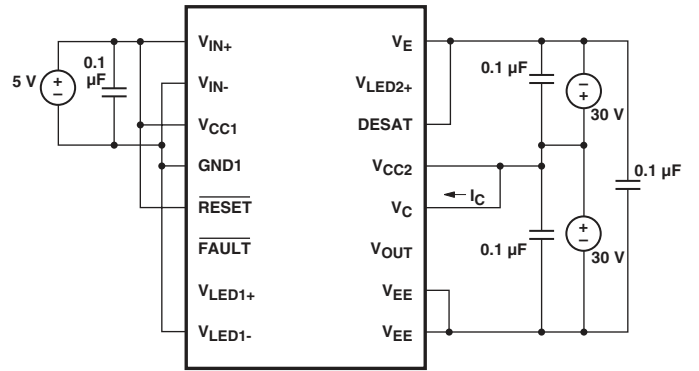 5 V
+
−
0.1
µF
V_IN+
V_IN-
V_CC1
GND1
RESET
FAULT
V_LED1+
V_LED1-
V_E
V_LED2+
DESAT
V_CC2
V_C
V_OUT
V_EE
V_EE
I_C
0.1 µF
−
+
30 V
0.1 µF
0.1 µF
+
−
30 V